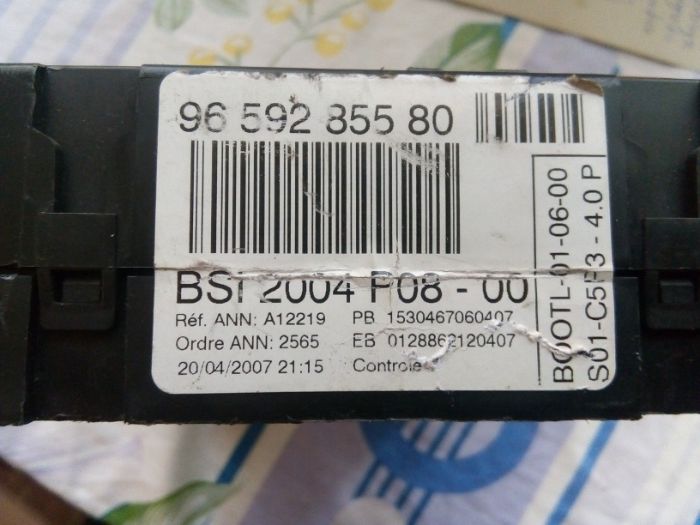 96 592 855 80
BSI 2004 P08 - 00
Réf. ANN: A12219 PB 1530467060407
Ordre ANN: 2565 EB 0128862120407
20/04/2007 21:15 Controle
BOOTL-01-06-00
S01-C5F3 - 4.0 P